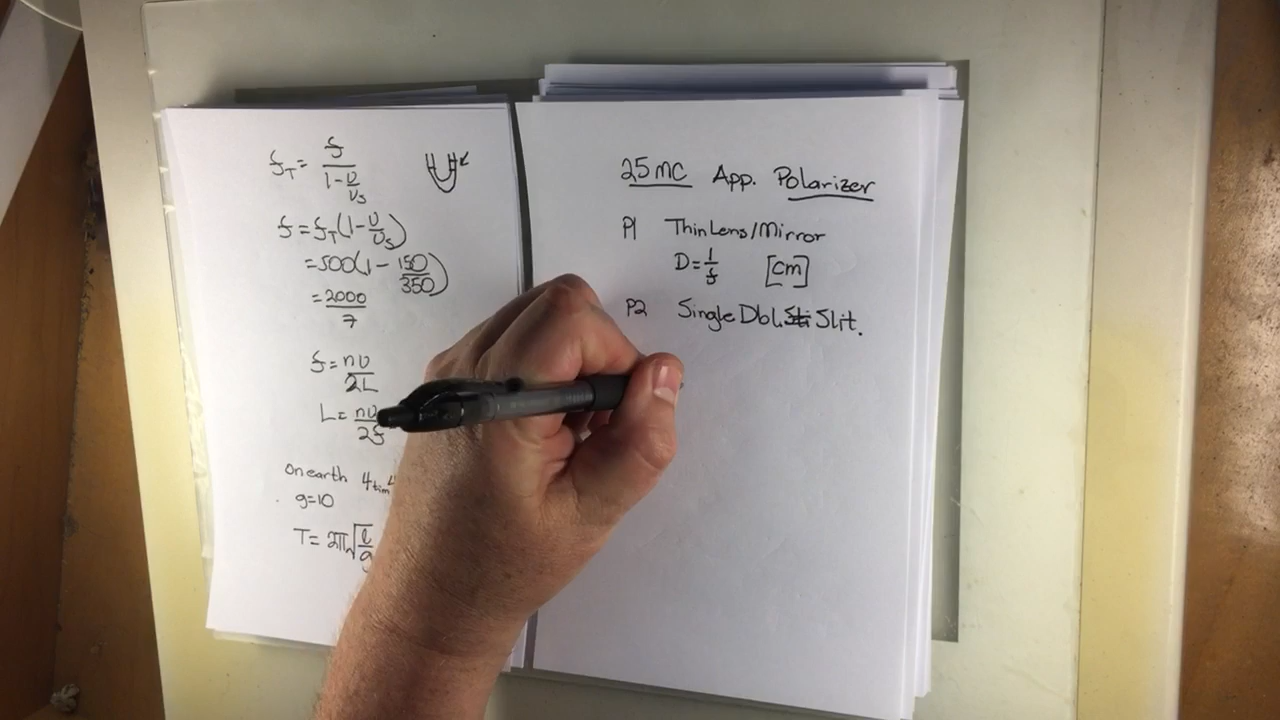 f_T = f / (1 - v/v_s)
f = f_T (1 - v/v_s)
= 500 (1 - 150/350)
= 2000/7
f = nv/2L
L = nv/2f
On earth 4 tim
g = 10
T = 2π√(l/g)
25 MC App. Polarizer
P1 Thin Lens/Mirror
D = 1/f [cm]
P2 Single Dbl. Slit.